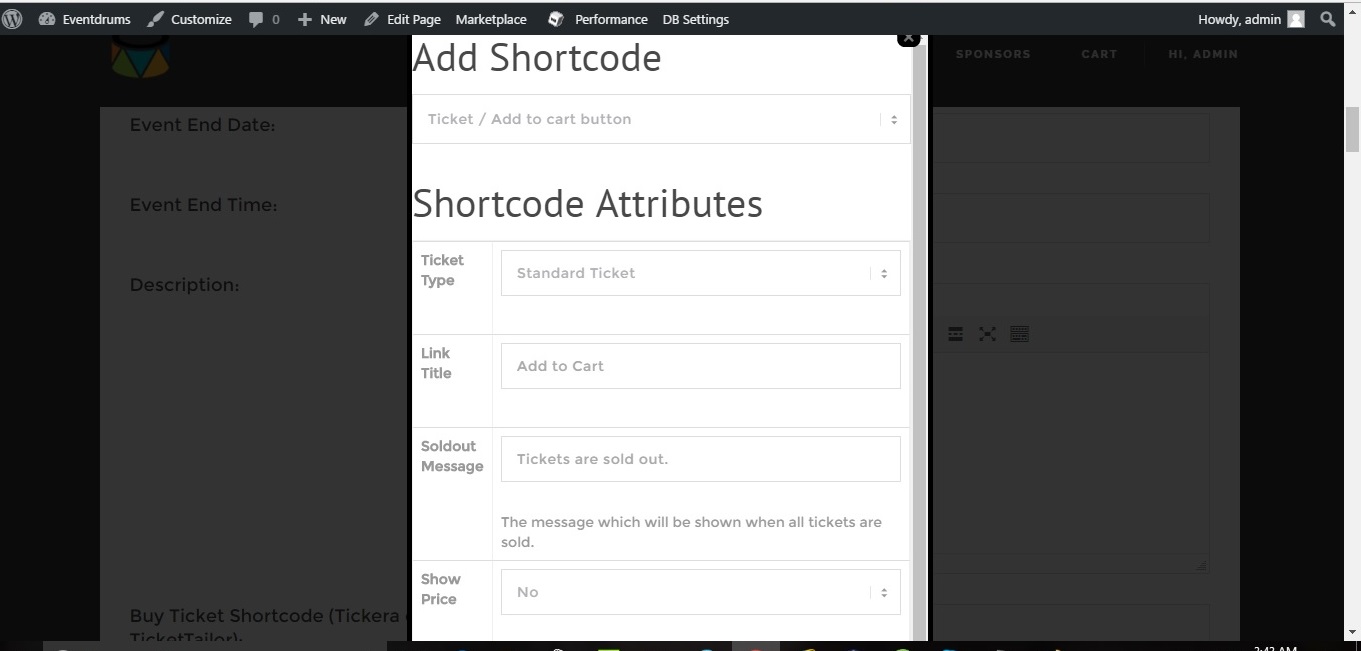 Eventdrums Customize 0 New Edit Page Marketplace Performance DB Settings Howdy, admin
SPONSORS CART HI, ADMIN
Add Shortcode
Ticket / Add to cart button
Event End Date:
Shortcode Attributes
Event End Time:
Ticket
Type
Standard Ticket
Description:
Link
Title
Add to Cart
Soldout
Message
Tickets are sold out.
The message which will be shown when all tickets are
sold.
Show
Price
No
Buy Ticket Shortcode (Tickera
TicketTailor):
2:42 AM